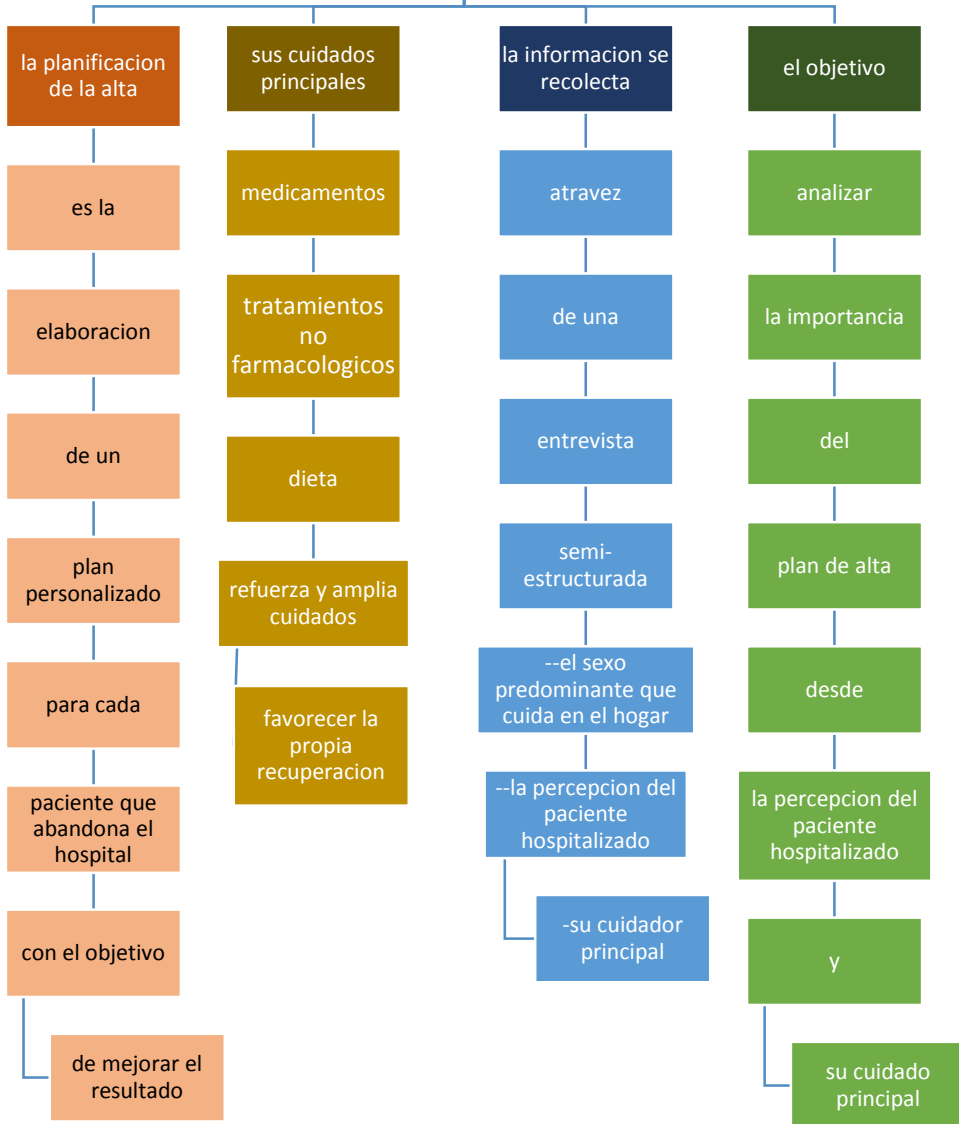 la planificacion
de la alta
es la
elaboracion
de un
plan
personalizado
para cada
paciente que
abandona el
hospital
con el objetivo
de mejorar el
resultado
sus cuidados
principales
medicamentos
tratamientos
no
farmacologicos
dieta
refuerza y amplia
cuidados
favorecer la
propia
recuperacion
la informacion se
recolecta
atravez
de una
entrevista
semi-
estructurada
--el sexo
predominante que
cuida en el hogar
--la percepcion del
paciente
hospitalizado
-su cuidador
principal
el objetivo
analizar
la importancia
del
plan de alta
desde
la percepcion del
paciente
hospitalizado
y
su cuidado
principal